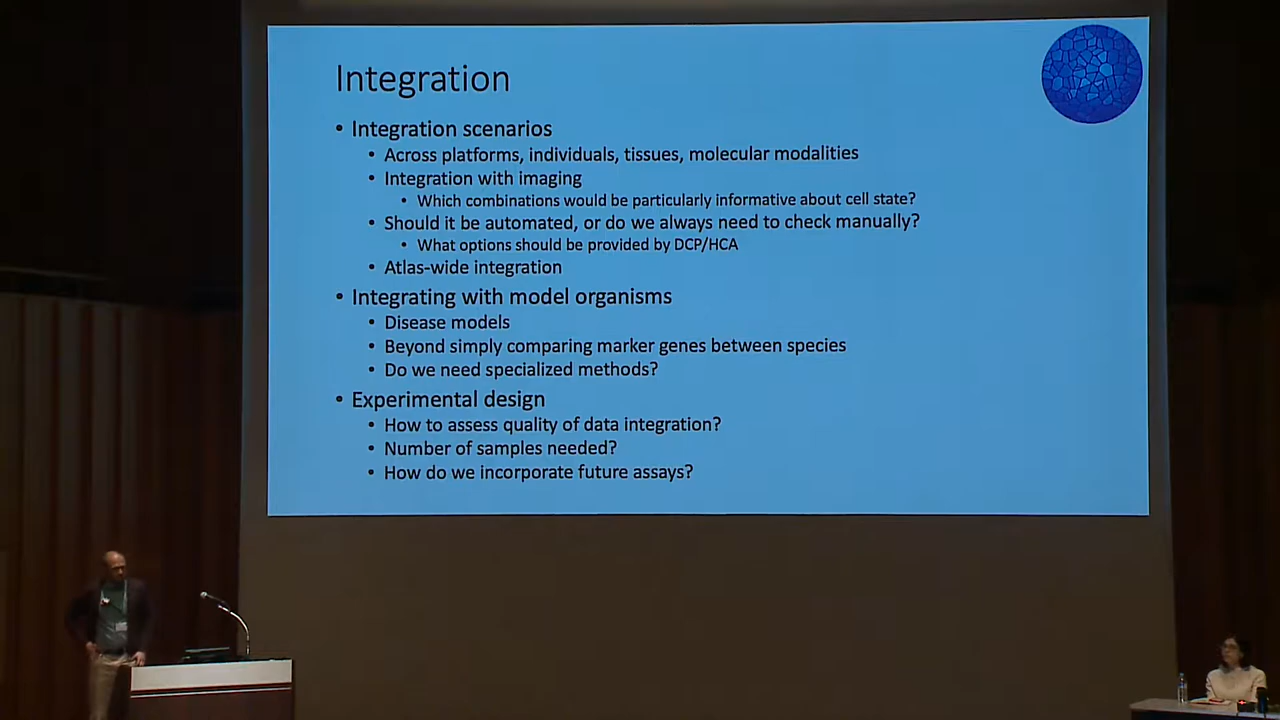 Integration
• Integration scenarios
• Across platforms, individuals, tissues, molecular modalities
• Integration with imaging
• Which combinations would be particularly informative about cell state?
• Should it be automated, or do we always need to check manually?
• What options should be provided by DCP/HCA
• Atlas-wide integration
• Integrating with model organisms
• Disease models
• Beyond simply comparing marker genes between species
• Do we need specialized methods?
• Experimental design
• How to assess quality of data integration?
• Number of samples needed?
• How do we incorporate future assays?